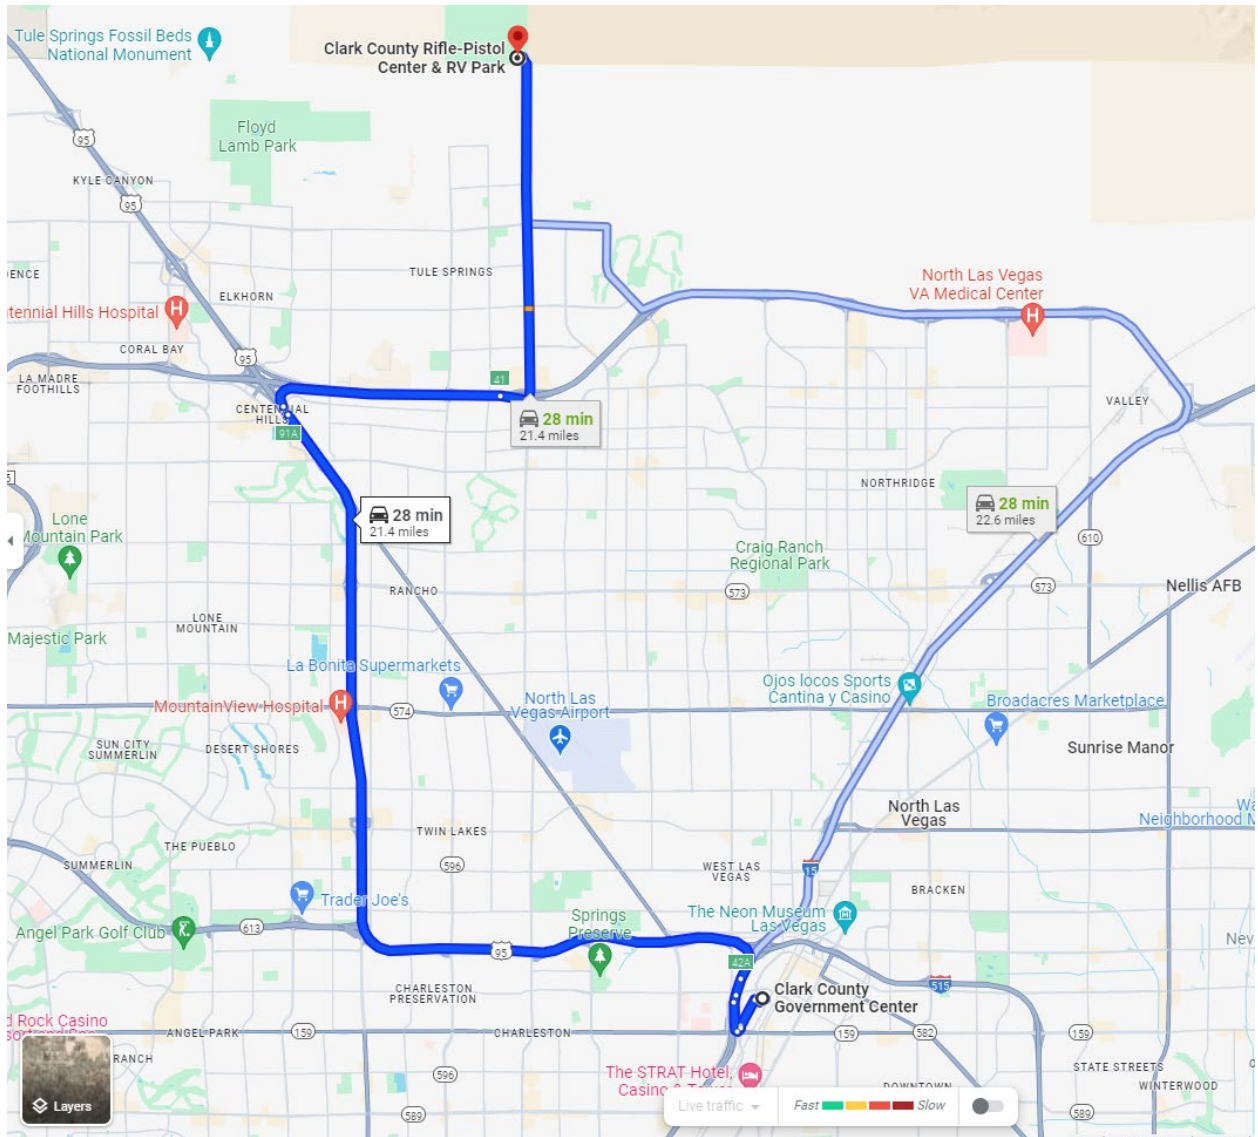 Tule Springs Fossil Beds
National Monument
Clark County Rifle-Pistol
Center & RV Park
95
Floyd
Lamb Park
KYLE CANYON
95
TULE SPRINGS
North Las Vegas
VA Medical Center
ELKHORN
H
H
95
CORAL BAY
LA MADRE
FOOTHILLS
41
CENTENNIAL
HILLS
91A
28 min
21.4 miles
VALLEY
NORTHRIDGE
28 min
22.6 miles
28 min
21.4 miles
Lone
Mountain Park
Craig Ranch
Regional Park
610
573
573
RANCHO
Nellis AFB
LONE
MOUNTAIN
Majestic Park
La Bonita Supermarkets
Ojos locos Sports
Cantina y Casino
MountainView Hospital
H
574
North Las
Vegas Airport
Broadacres Marketplace
SUN CITY
SUMMERLIN
DESERT SHORES
Sunrise Manor
North Las
Vegas
Neighborhood M
TWIN LAKES
THE PUEBLO
SUMMERLIN
596
WEST LAS
VEGAS
15
BRACKEN
Trader Joe's
Angel Park Golf Club
613
Springs
Preserve
The Neon Museum
Las Vegas
95
42A
Nev
CHARLESTON
PRESERVATION
Clark County
Government Center
515
d Rock Casino
ANGEL PARK
159
CHARLESTON
159
582
159
RANCH
596
The STRAT Hotel,
Casino & Tower
STATE STREETS
WINTERWOOD
DOWNTOWN
Layers
Live traffic
Fast
Slow
589
589